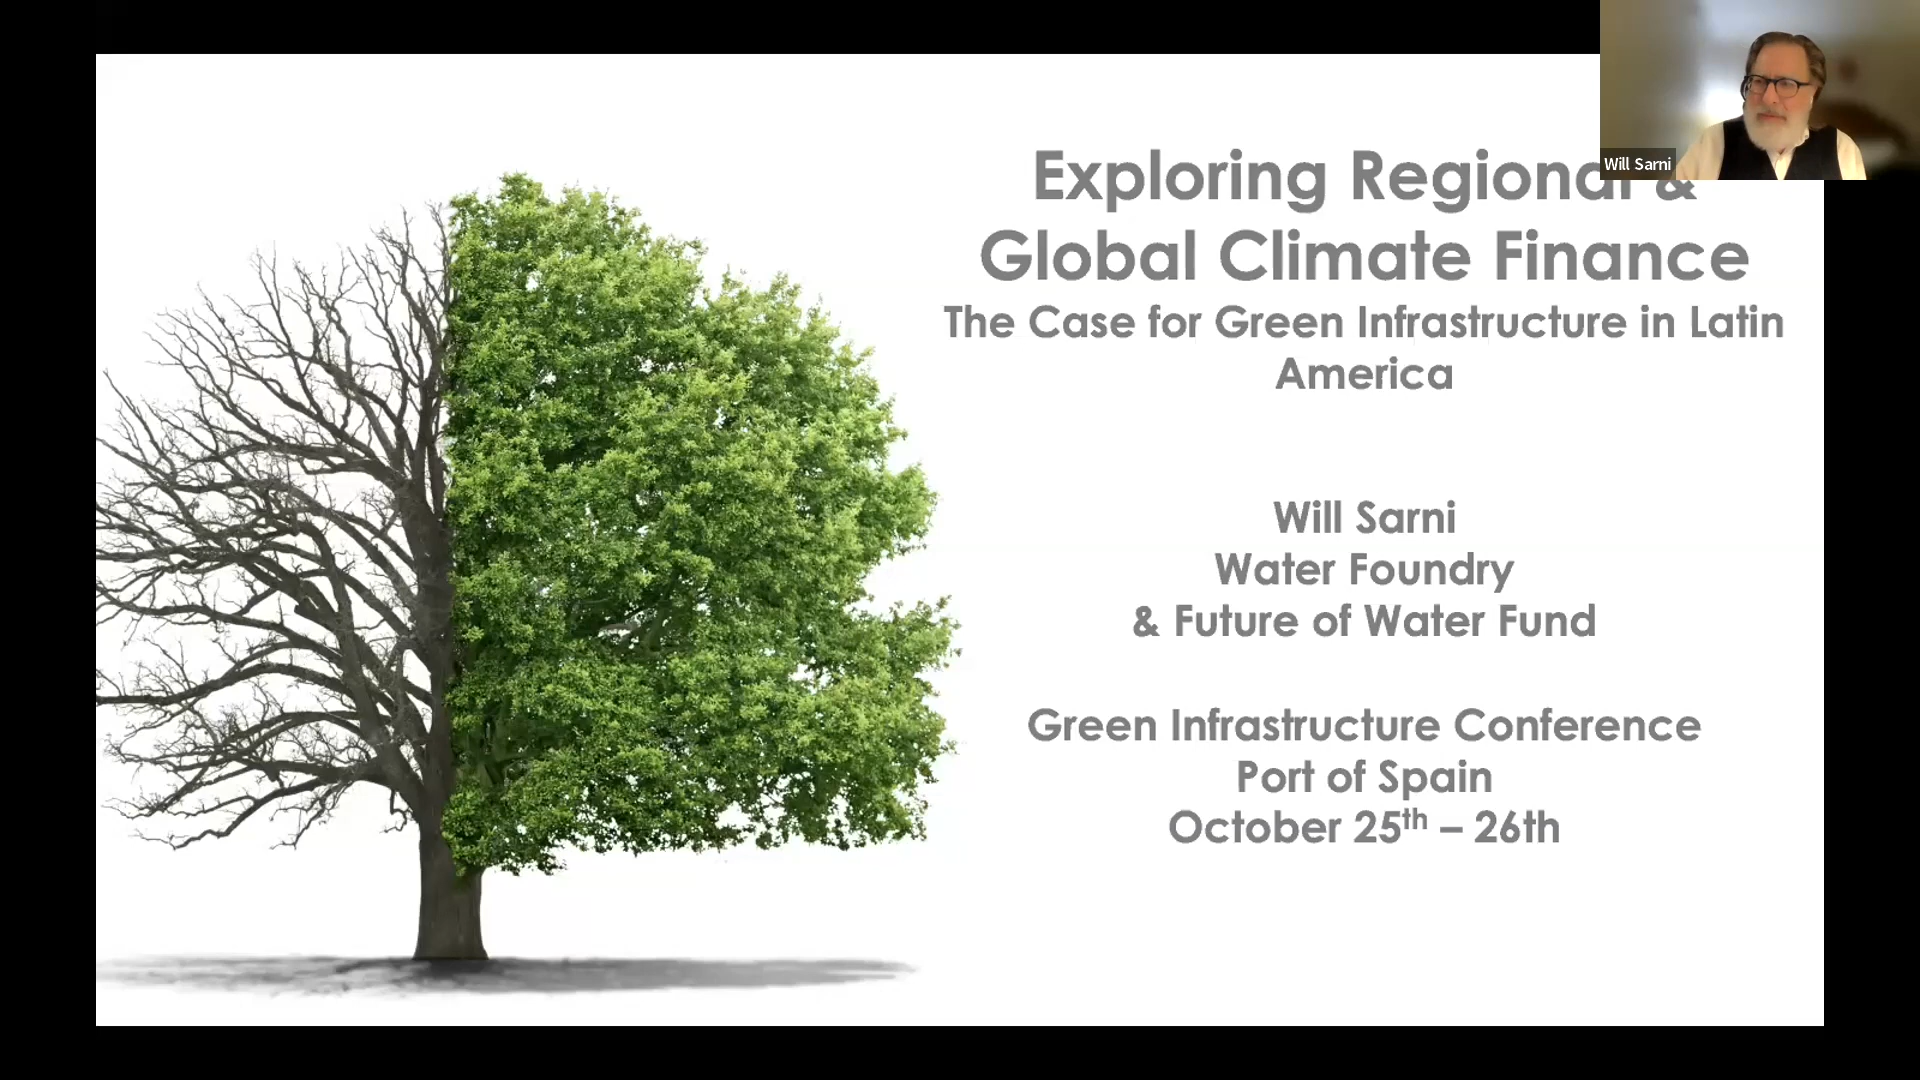 Exploring Regional &
Global Climate Finance
The Case for Green Infrastructure in Latin
America
Will Sarni
Will Sarni
Water Foundry
& Future of Water Fund
Green Infrastructure Conference
Port of Spain
October 25th – 26th